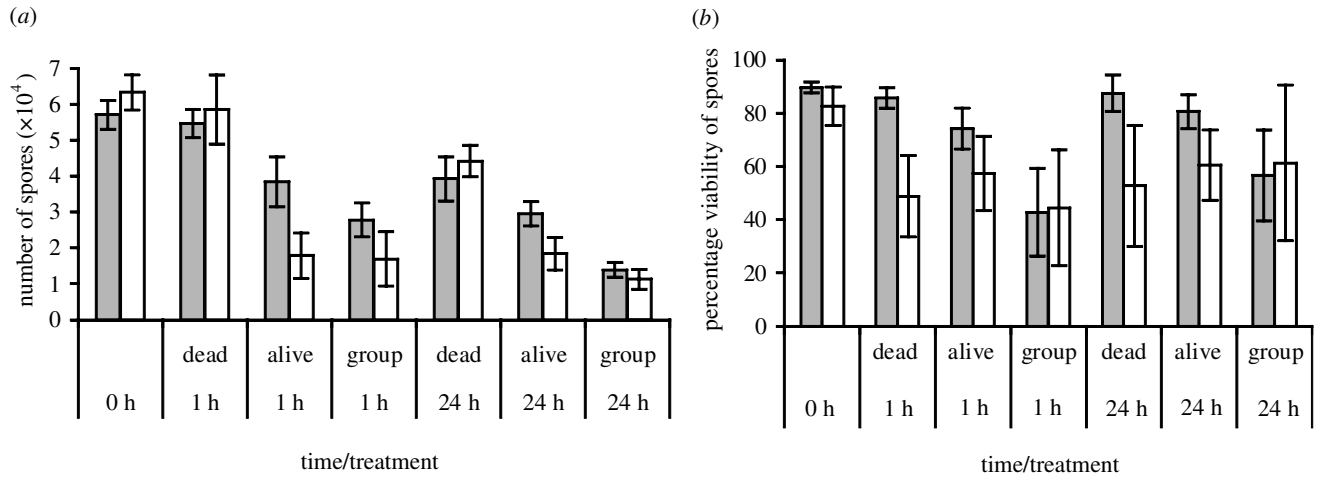 (a)
number of spores (×10⁴)
7
6
5
4
3
2
1
0
dead alive group dead alive group
0 h 1 h 1 h 1 h 24 h 24 h 24 h
time/treatment
(b)
percentage viability of spores
100
80
60
40
20
0
dead alive group dead alive group
0 h 1 h 1 h 1 h 24 h 24 h 24 h
time/treatment